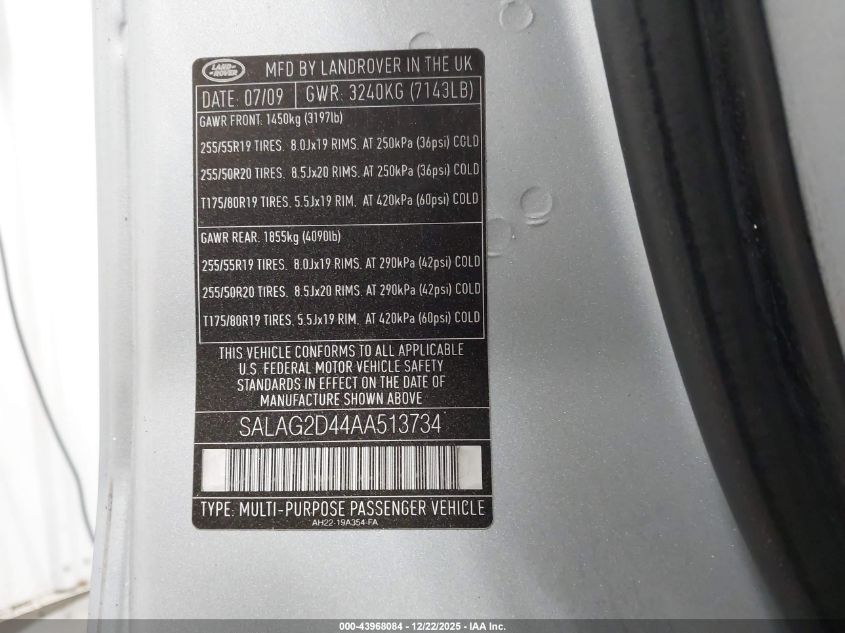 LAND-
-ROVER
MFD BY LANDROVER IN THE UK
DATE: 07/09 GWR: 3240KG (7143LB)
GAWR FRONT: 1450kg (3197lb)
255/55R19 TIRES. 8.0Jx19 RIMS. AT 250kPa (36psi) COLD
255/50R20 TIRES. 8.5Jx20 RIMS. AT 250kPa (36psi) COLD
T175/80R19 TIRES. 5.5Jx19 RIM. AT 420kPa (60psi) COLD
GAWR REAR: 1855kg (4090lb)
255/55R19 TIRES. 8.0Jx19 RIMS. AT 290kPa (42psi) COLD
255/50R20 TIRES. 8.5Jx20 RIMS. AT 290kPa (42psi) COLD
T175/80R19 TIRES. 5.5Jx19 RIM. AT 420kPa (60psi) COLD
THIS VEHICLE CONFORMS TO ALL APPLICABLE
U.S. FEDERAL MOTOR VEHICLE SAFETY
STANDARDS IN EFFECT ON THE DATE OF
MANUFACTURE SHOWN ABOVE
SALAG2D44AA513734
TYPE: MULTI-PURPOSE PASSENGER VEHICLE
AH22-19A354-FA
000-43968084 - 12/22/2025 - IAA Inc.